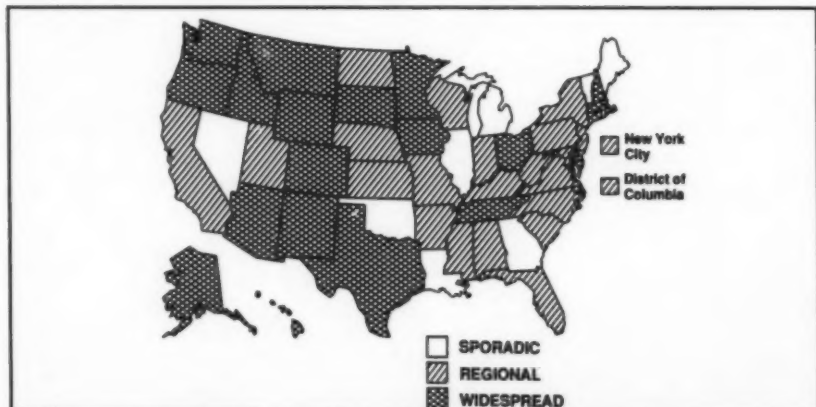 New York
City
District of
Columbia
SPORADIC
REGIONAL
WIDESPREAD